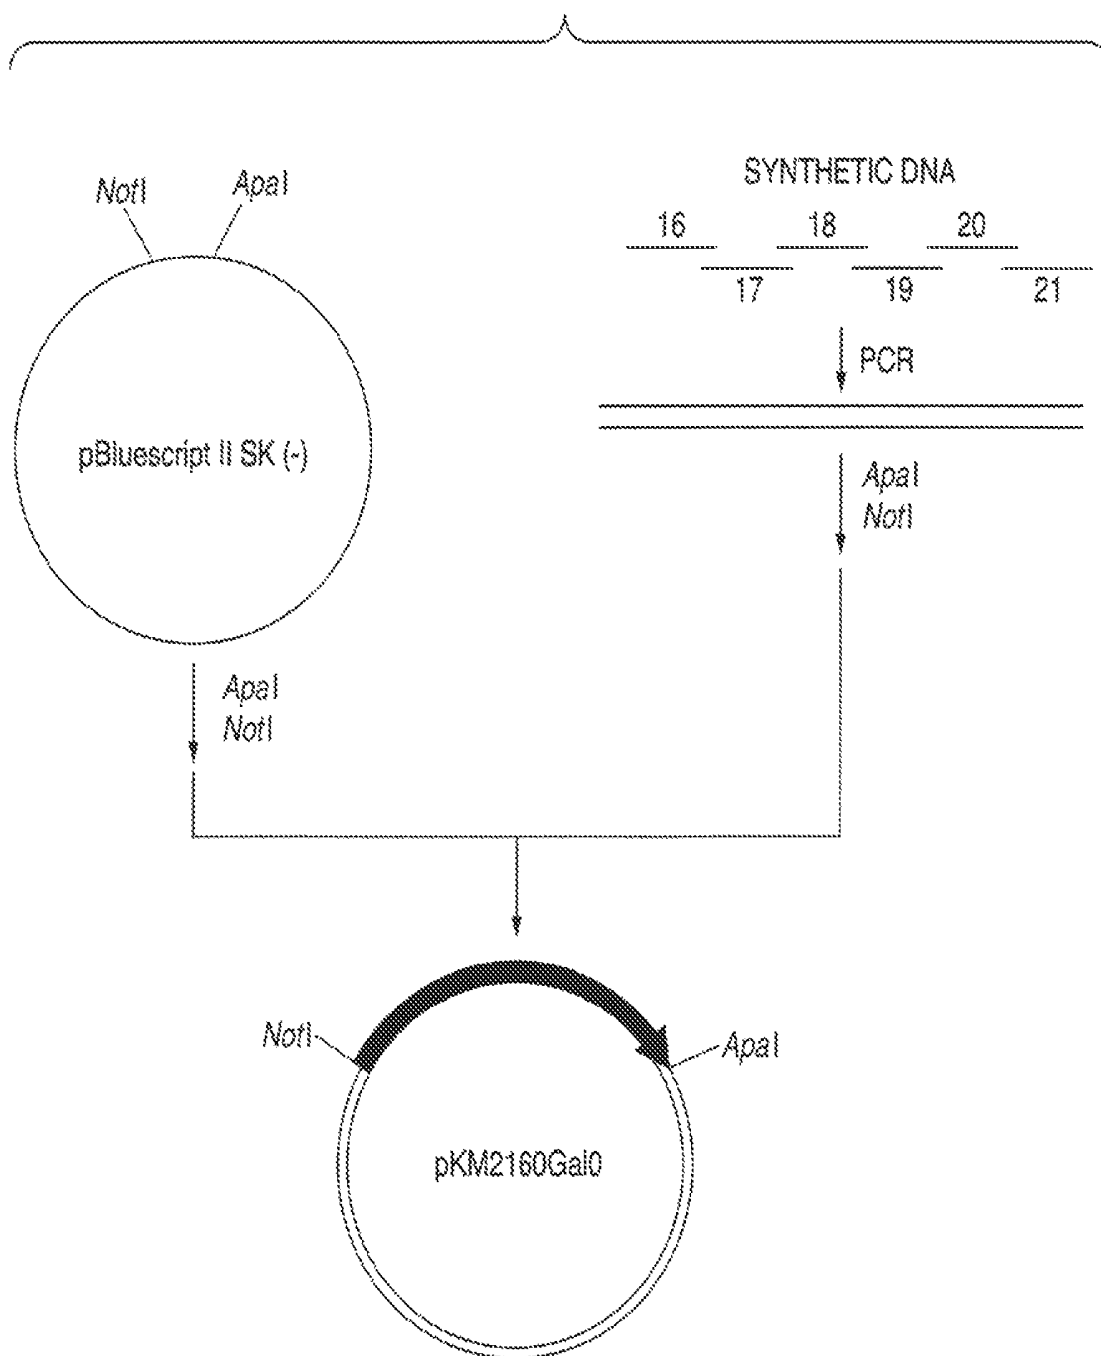 NotI ApaI
pBluescript II SK (-)
ApaI
NotI
SYNTHETIC DNA
16 18 20
17 19 21
PCR
ApaI
NotI
NotI
ApaI
pKM2160Gal0